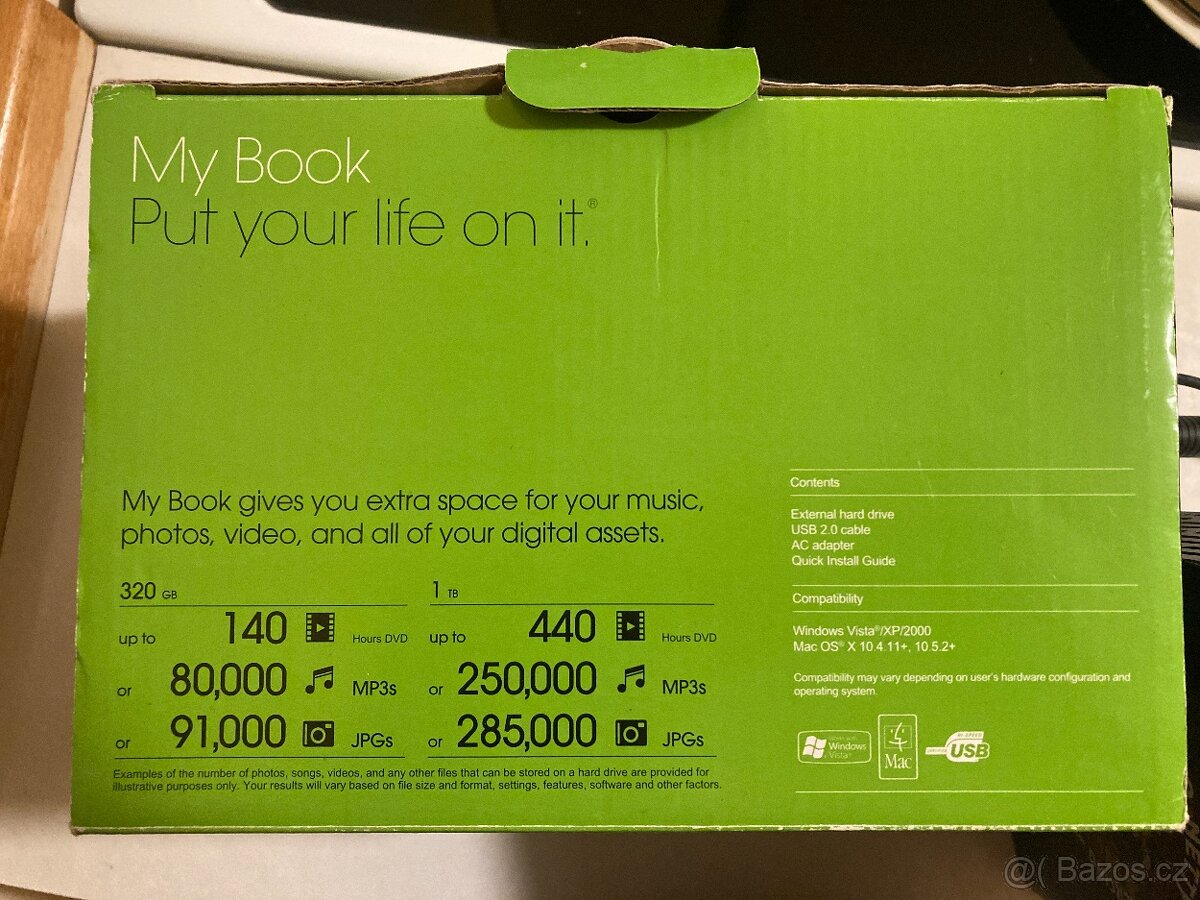 My Book
Put your life on it.®
My Book gives you extra space for your music,
photos, video, and all of your digital assets.
320 GB
up to 140 Hours DVD
or 80,000 MP3s
or 91,000 JPGs
1 TB
up to 440 Hours DVD
or 250,000 MP3s
or 285,000 JPGs
Examples of the number of photos, songs, videos, and any other files that can be stored on a hard drive are provided for
illustrative purposes only. Your results will vary based on file size and format, settings, features, software and other factors.
Contents
External hard drive
USB 2.0 cable
AC adapter
Quick Install Guide
Compatibility
Windows Vista®/XP/2000
Mac OS® X 10.4.11+, 10.5.2+
Compatibility may vary depending on user's hardware configuration and
operating system.
Windows
Vista
Mac
HI-SPEED
CERTIFIED USB
@( Bazos.cz